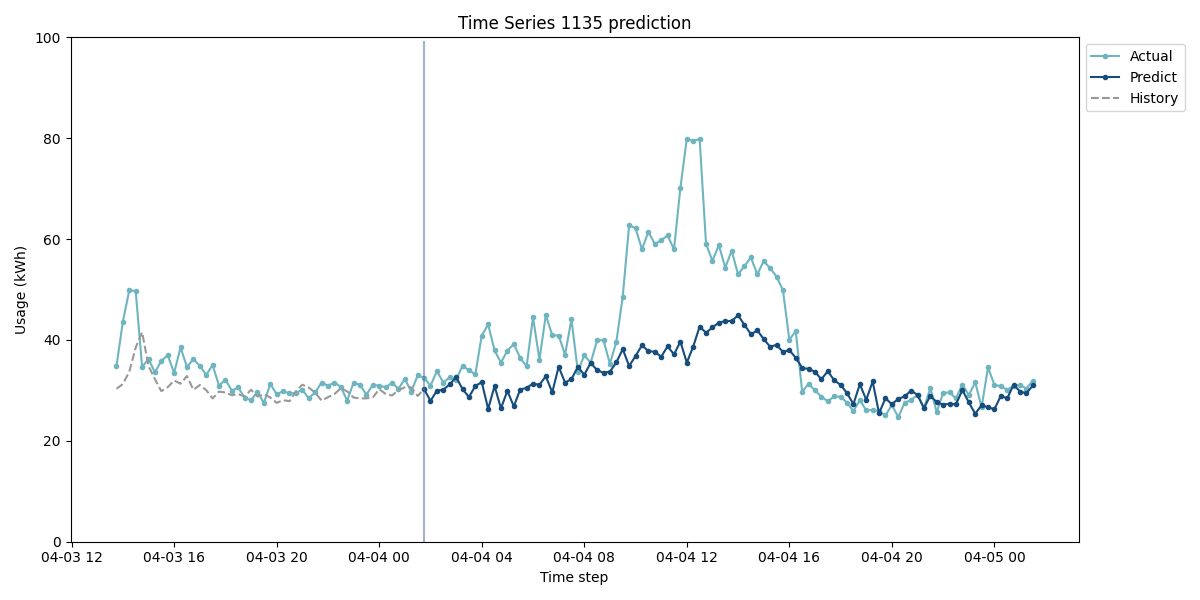 Time Series 1135 prediction
100
80
60
40
20
0
Usage (kWh)
04-03 12
04-03 16
04-03 20
04-04 00
04-04 04
04-04 08
04-04 12
04-04 16
04-04 20
04-05 00
Time step
Actual
Predict
History